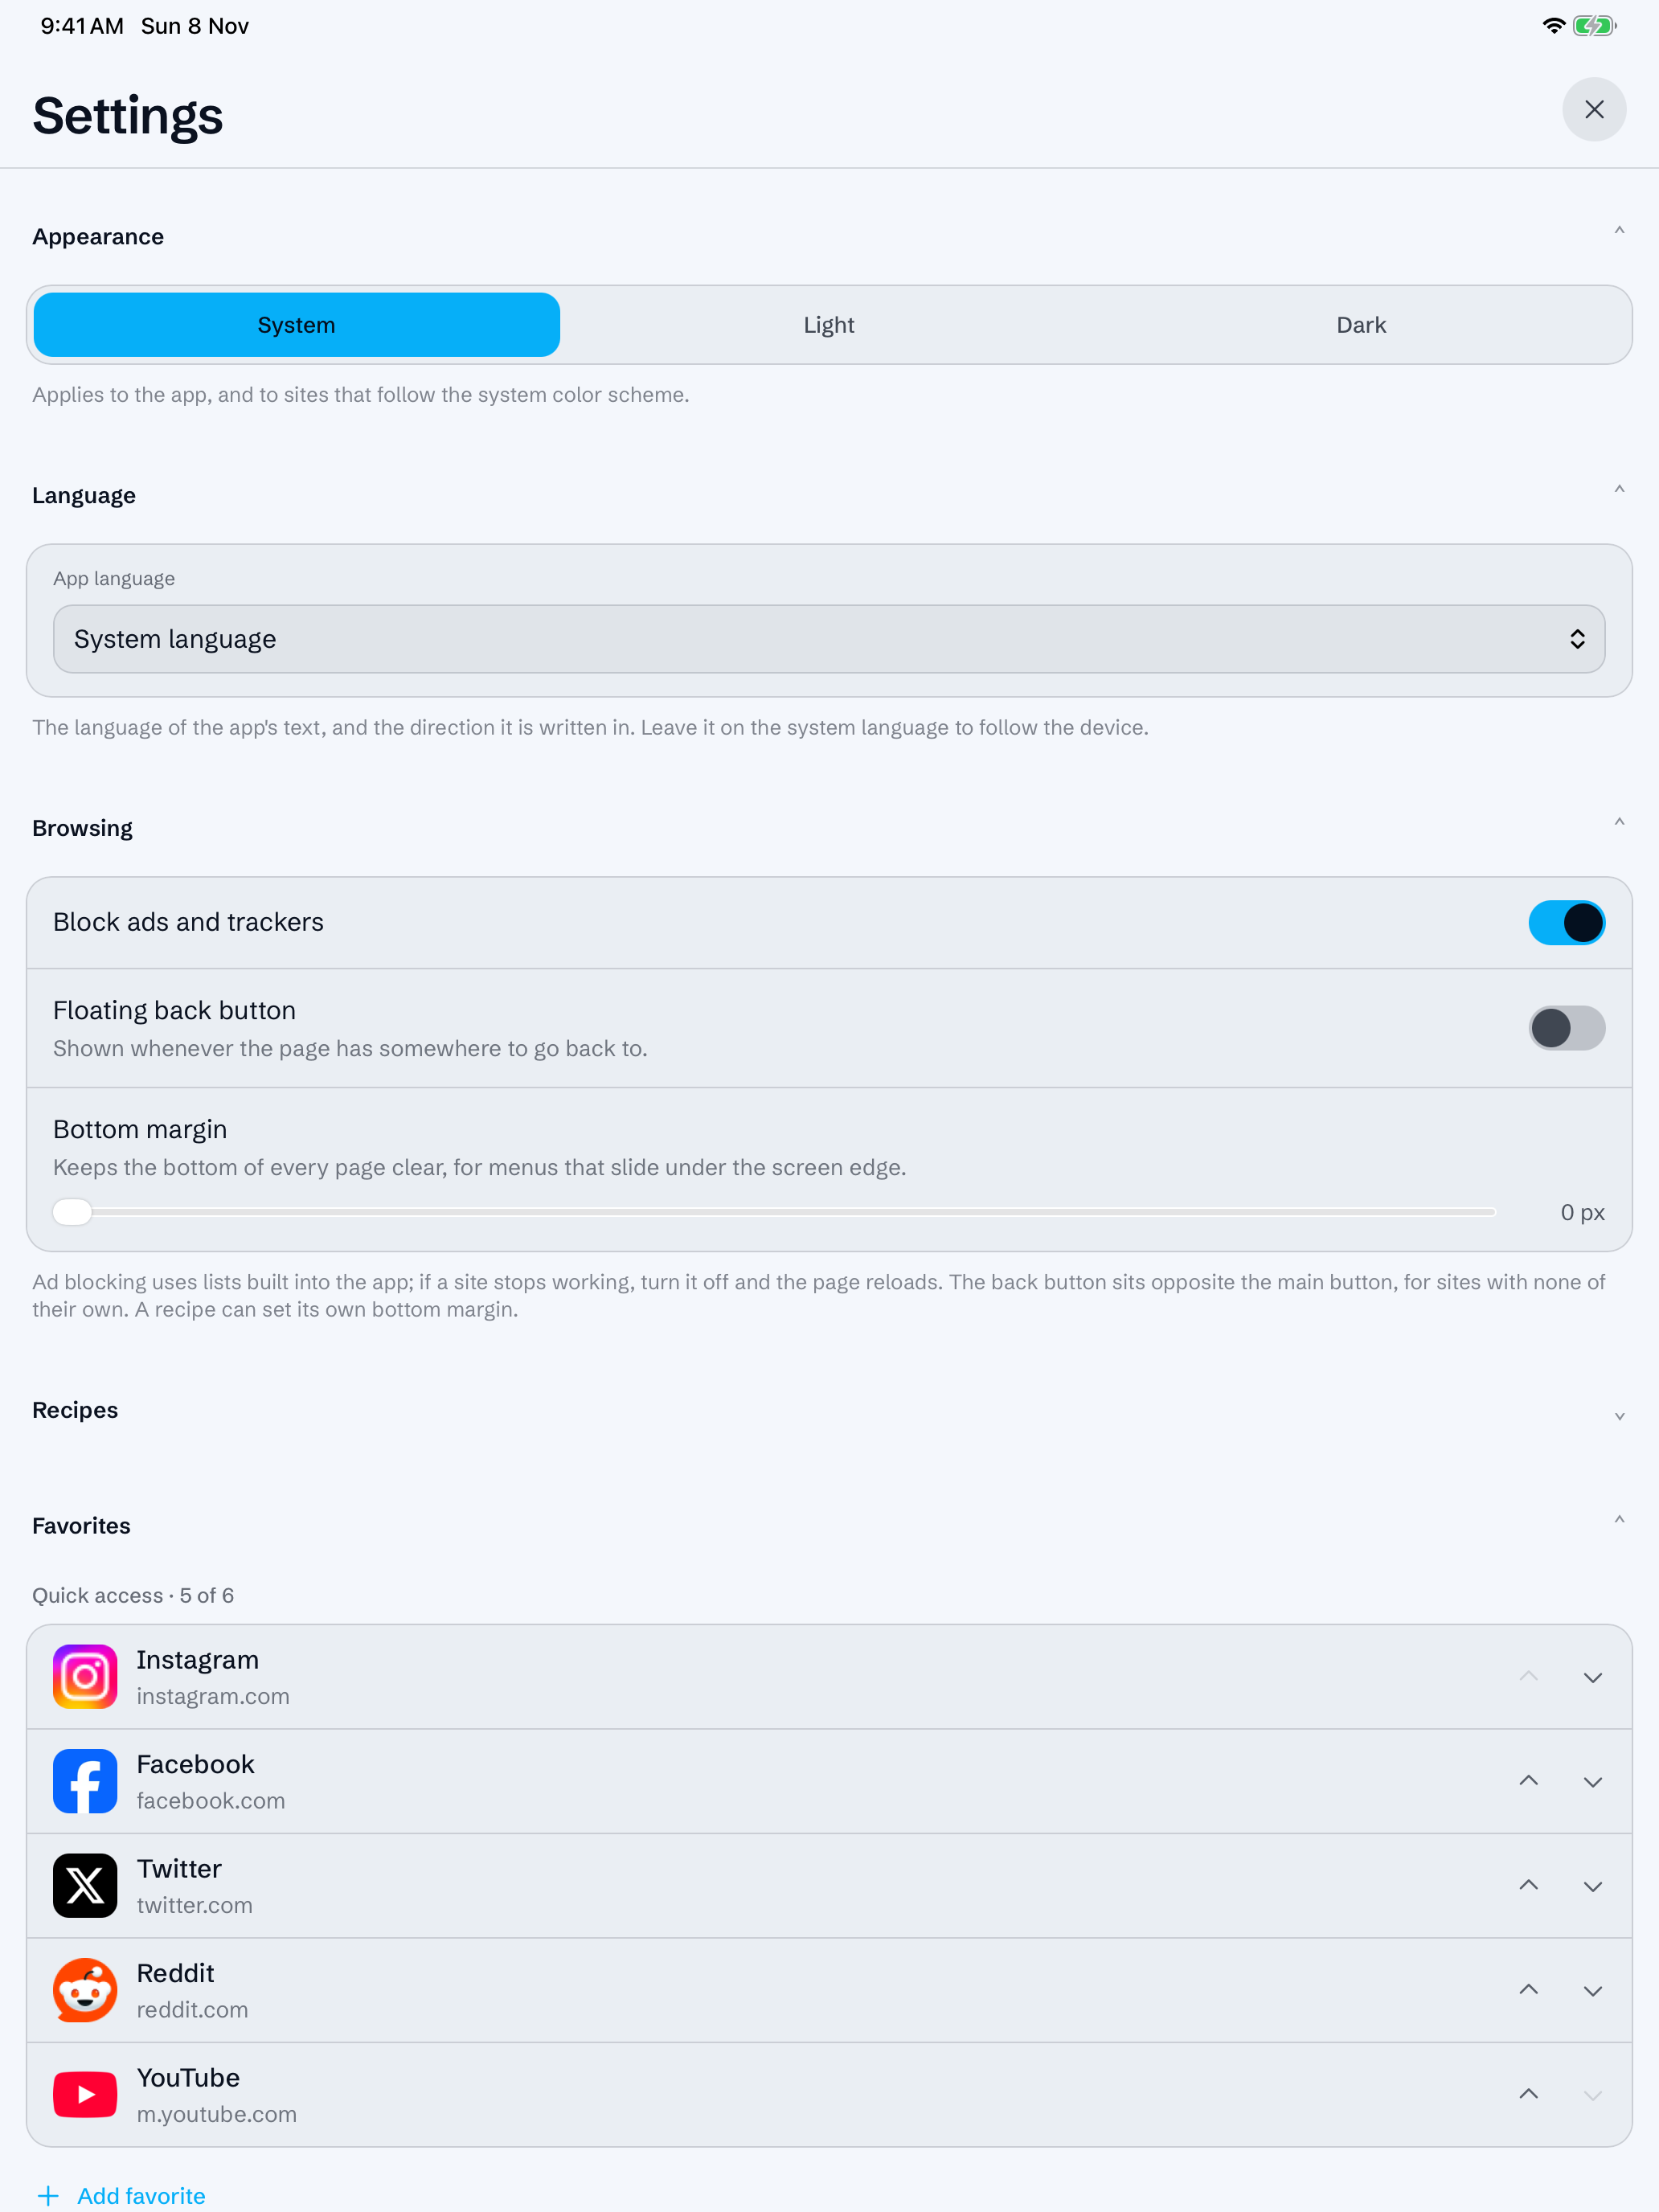 9:41 AM Sun 8 Nov
Settings
Appearance
System
Light
Dark
Applies to the app, and to sites that follow the system color scheme.
Language
App language
System language
The language of the app's text, and the direction it is written in. Leave it on the system language to follow the device.
Browsing
Block ads and trackers
Floating back button
Shown whenever the page has somewhere to go back to.
Bottom margin
Keeps the bottom of every page clear, for menus that slide under the screen edge.
0 px
Ad blocking uses lists built into the app; if a site stops working, turn it off and the page reloads. The back button sits opposite the main button, for sites with none of
their own. A recipe can set its own bottom margin.
Recipes
Favorites
Quick access · 5 of 6
Instagram
instagram.com
Facebook
facebook.com
Twitter
twitter.com
Reddit
reddit.com
YouTube
m.youtube.com
Add favorite